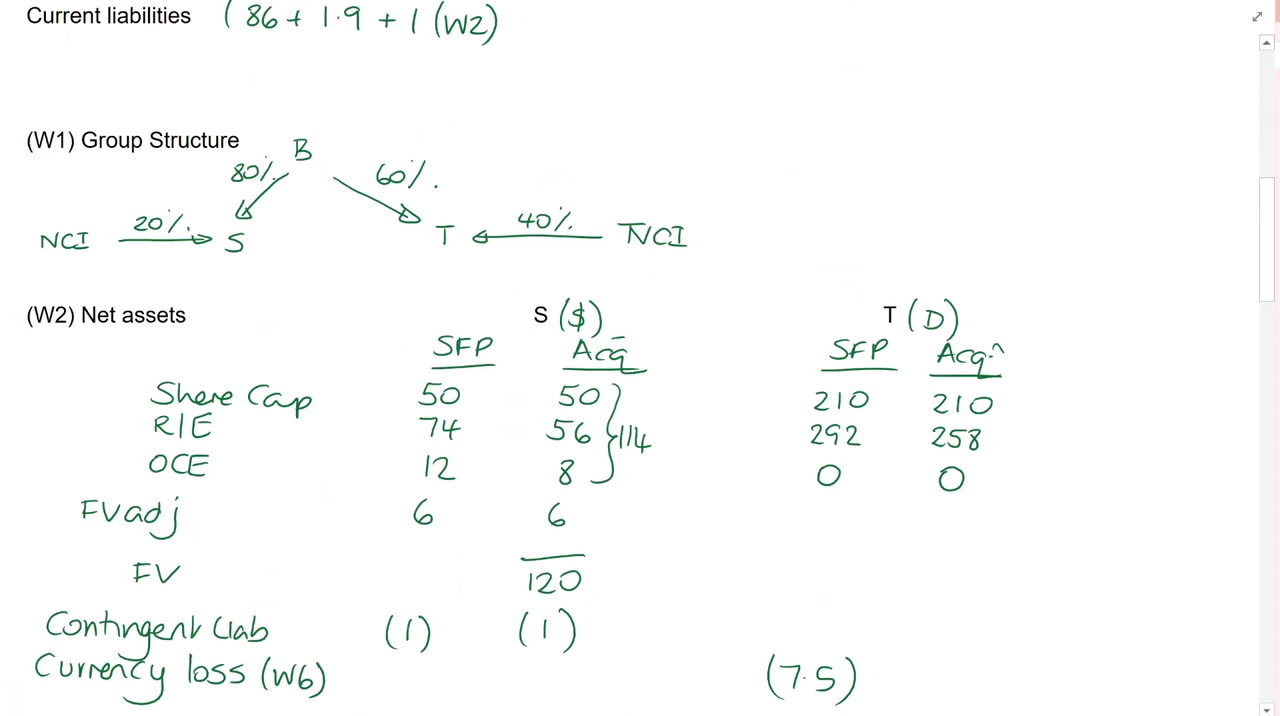 Current liabilities ( 86 + 1.9 + 1 (W2)
(W1) Group Structure
B
80%. 60%.
NCI 20%. S T 40%. NCI
(W2) Net assets S ($) T (D)
SFP Acq SFP Acq^
Share Cap 50 50 210 210
R/E 74 56 } 114 292 258
OCE 12 8 0 0
FV adj 6 6
FV 120
Contingent Liab (1) (1)
Currency loss (W6) (7.5)